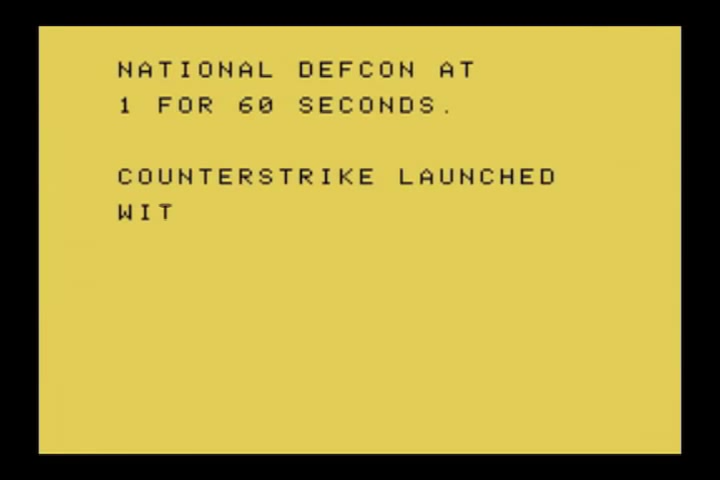 NATIONAL DEFCON AT
1 FOR 60 SECONDS.
COUNTERSTRIKE LAUNCHED
WIT